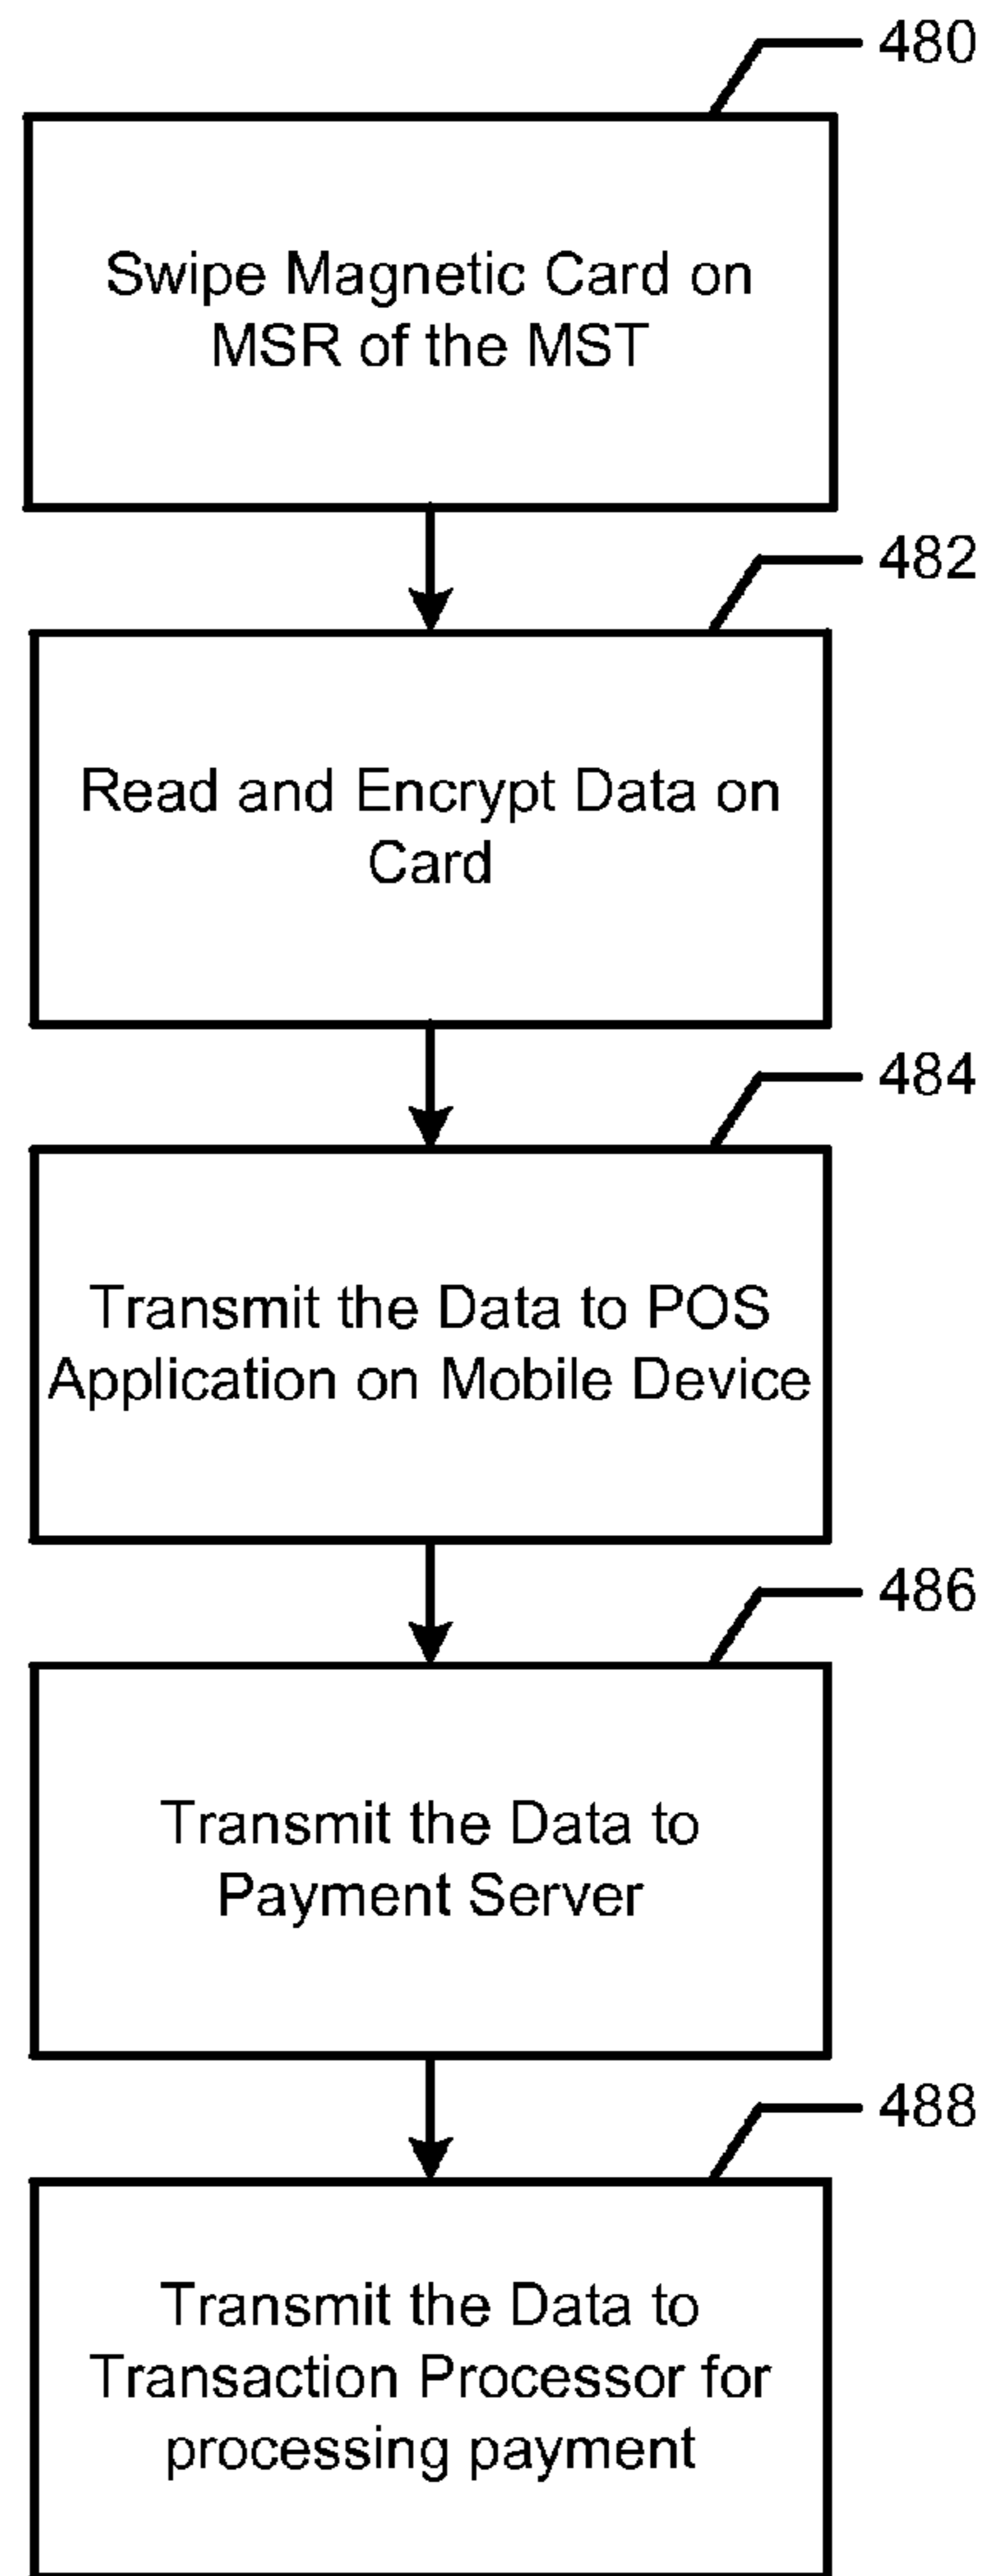 480
Swipe Magnetic Card on
MSR of the MST
482
Read and Encrypt Data on
Card
484
Transmit the Data to POS
Application on Mobile Device
486
Transmit the Data to
Payment Server
488
Transmit the Data to
Transaction Processor for
processing payment